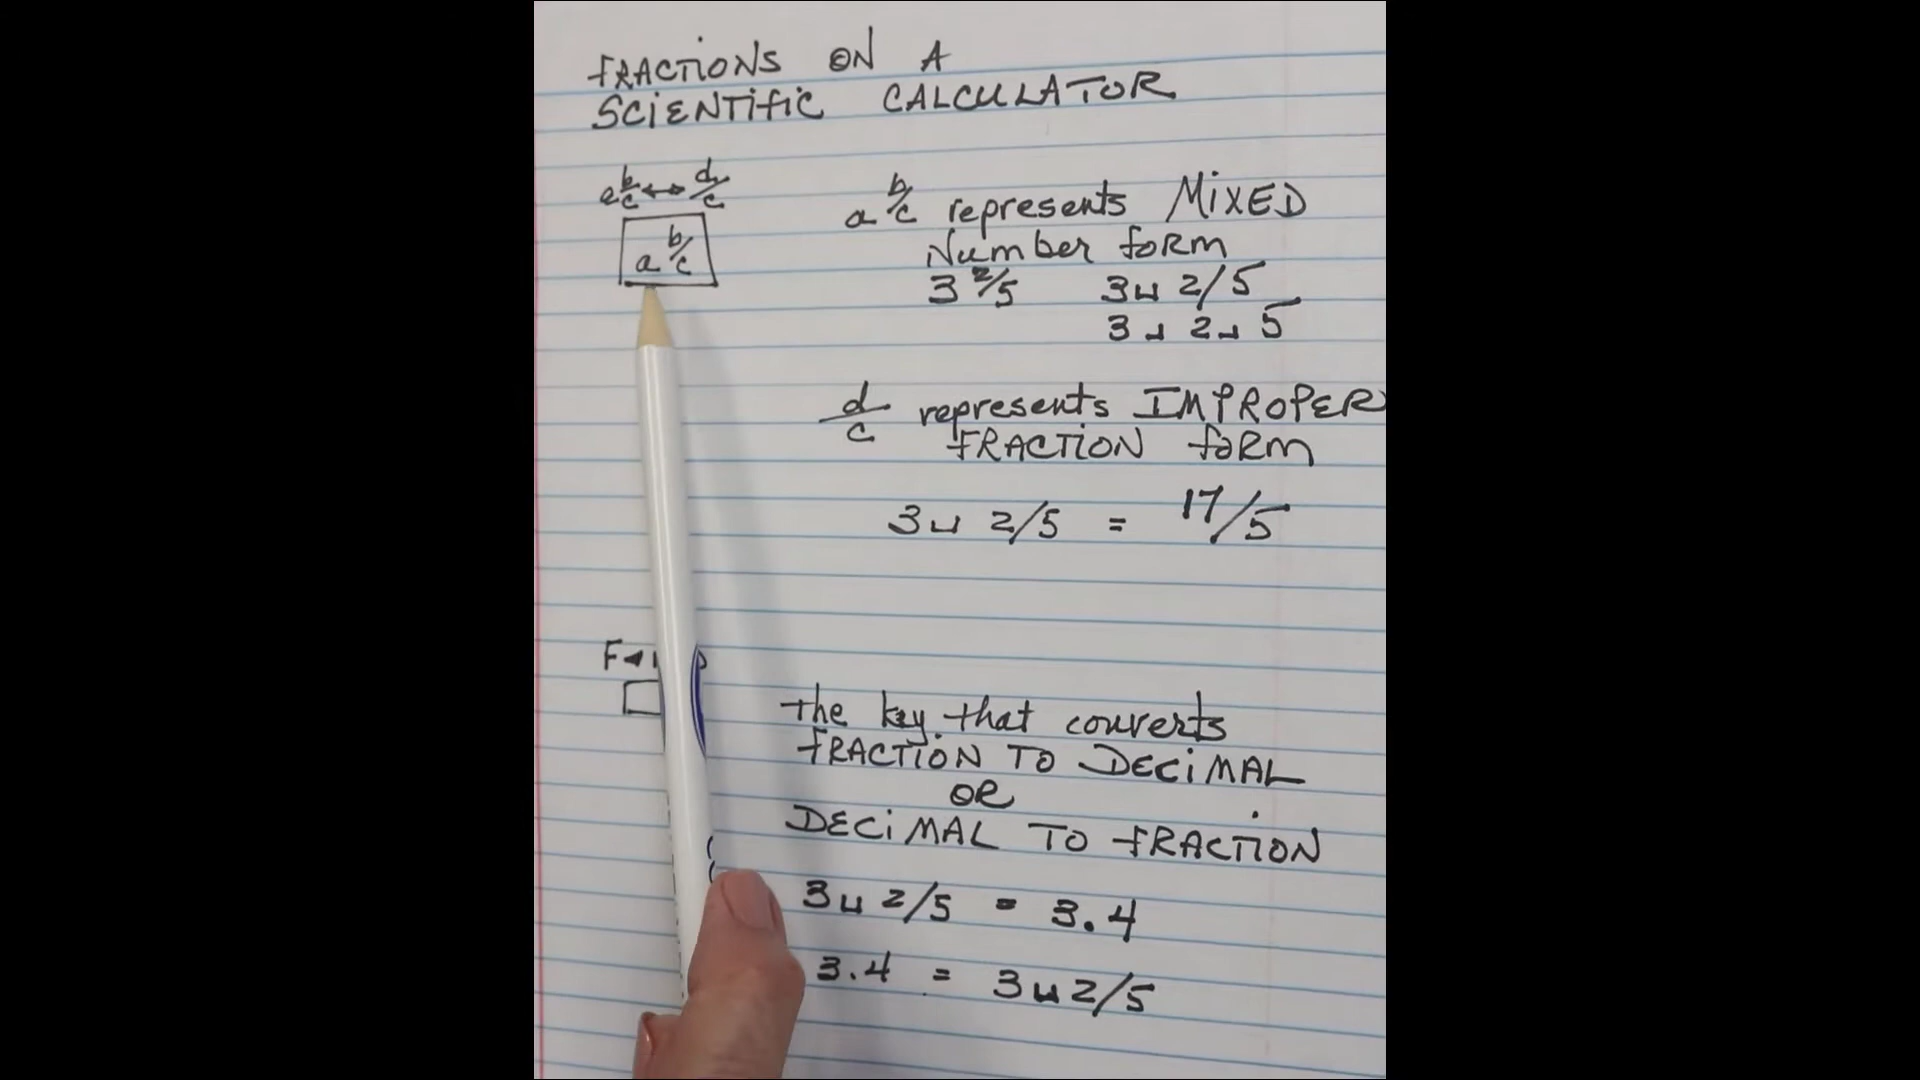 FRACTIONS ON A
SCIENTIFIC CALCULATOR
a b/c ↔ d/c
a b/c
a b/c represents MIXED
Number form
3 2/5 3⊔2/5
3⌟2⌟5
d/c represents IMPROPER
FRACTION form
3⊔2/5 = 17/5
F◂
the key that converts
FRACTION TO DECIMAL
OR
DECIMAL TO FRACTION
3⊔2/5 = 3.4
3.4 = 3⊔2/5